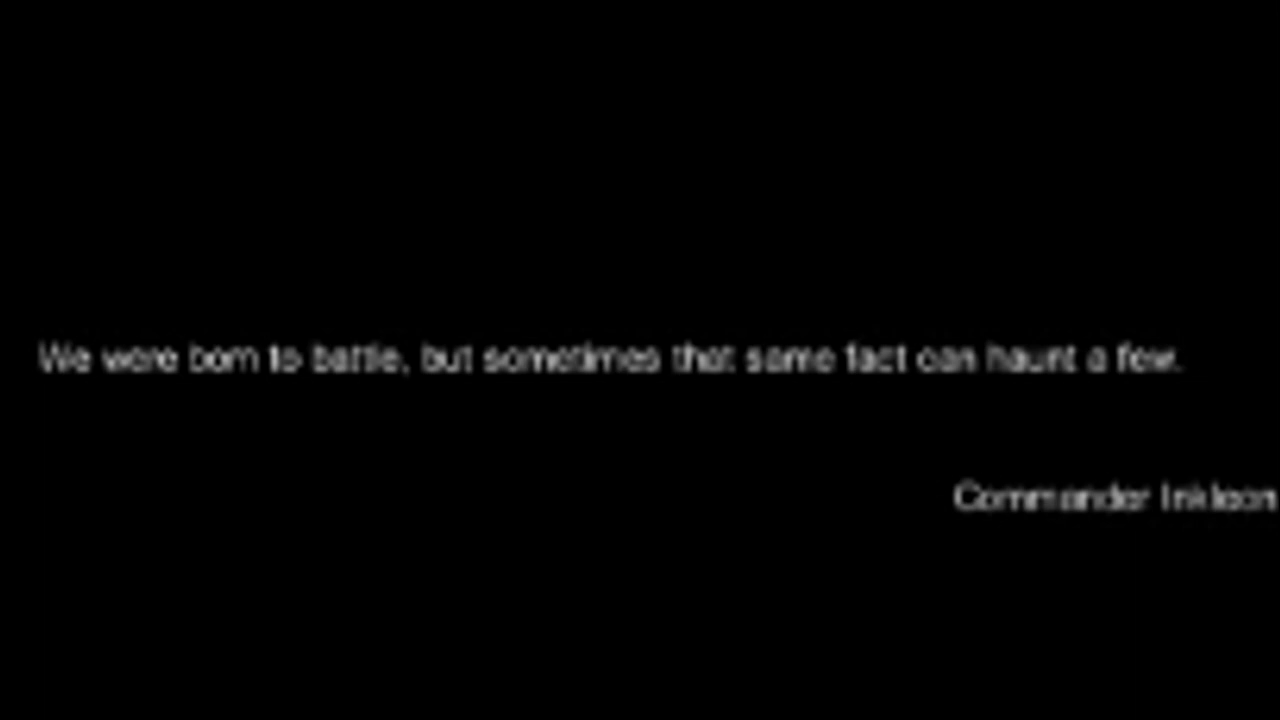 We were born to battle, but sometimes that same fact can haunt a few.
Commander